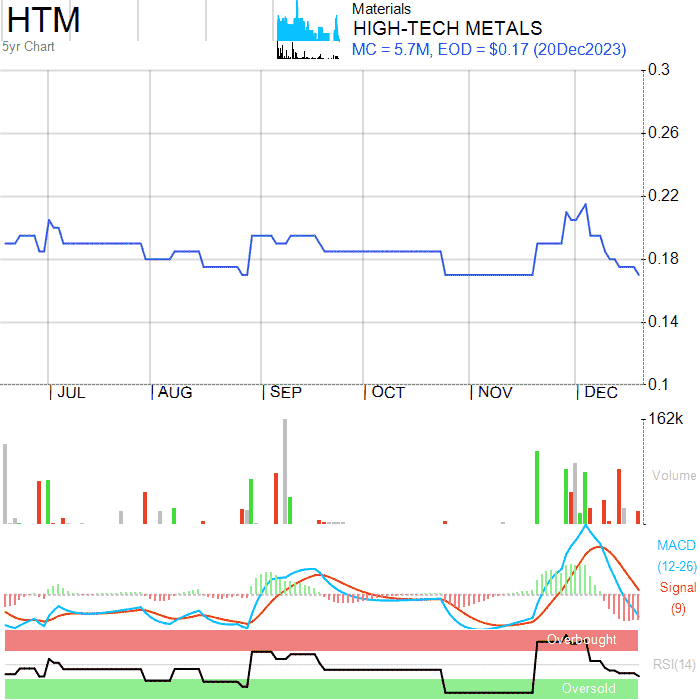 HTM
5yr Chart
Materials
HIGH-TECH METALS
MC = 5.7M, EOD = $0.17 (20Dec2023)
0.3
0.26
0.22
0.18
0.14
0.1
JUL AUG SEP OCT NOV DEC
162k
Volume
MACD
(12-26)
Signal
(9)
Overbought
RSI(14)
Oversold